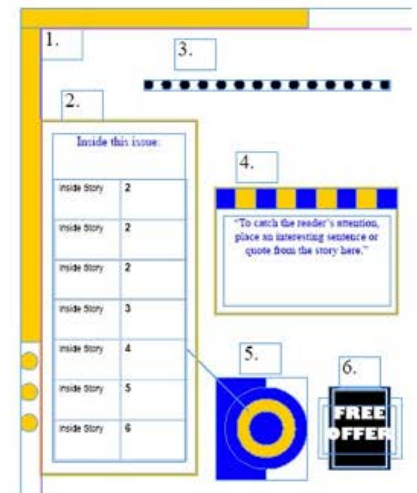 1.
3.
2.
Inside this issue:
Inside Story 2
Inside Story 2
Inside Story 2
Inside Story 3
Inside Story 4
Inside Story 5
Inside Story 6
4.
"To catch the reader's attention,
place an interesting sentence or
quote from the story here."
5.
6.
FREE
OFFER